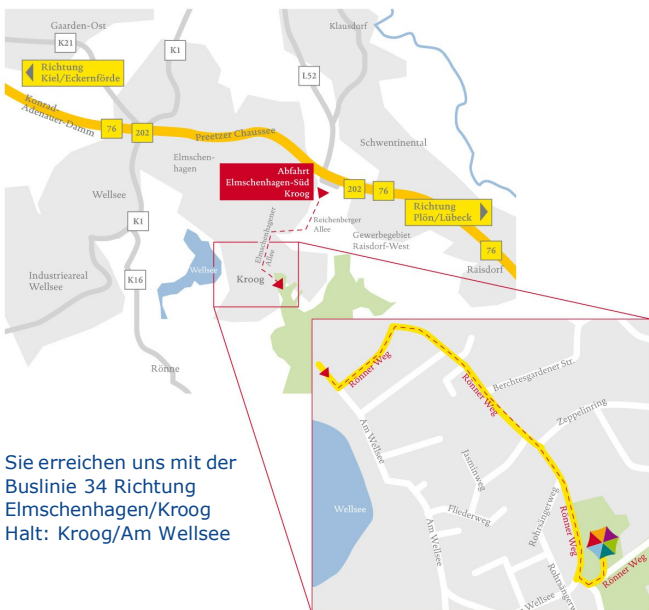 Gaarden-Ost
K21
K1
Klausdorf
Richtung
Kiel/Eckernförde
L52
Konrad-
Adenauer-Damm
76
202
Preetzer Chaussee
Elmschen-
hagen
Schwentinental
Abfahrt
Elmschenhagen-Süd
Kroog
202
76
Wellsee
Richtung
Plön/Lübeck
K1
Reichenberger
Allee
Elmschenhagener
Allee
Gewerbegebiet
Raisdorf-West
76
Raisdorf
Industrieareal
Wellsee
K16
Wellsee
Kroog
Rönne
Rönner Weg
Rönner Weg
Berchtesgardener Str.
Zeppelinring
Am Wellsee
Jasminweg
Wellsee
Fliederweg
Rohrsängerweg
Rönner Weg
Am Wellsee
Rönner Weg
Rohrsänger
Am Wellsee
Sie erreichen uns mit der
Buslinie 34 Richtung
Elmschenhagen/Kroog
Halt: Kroog/Am Wellsee